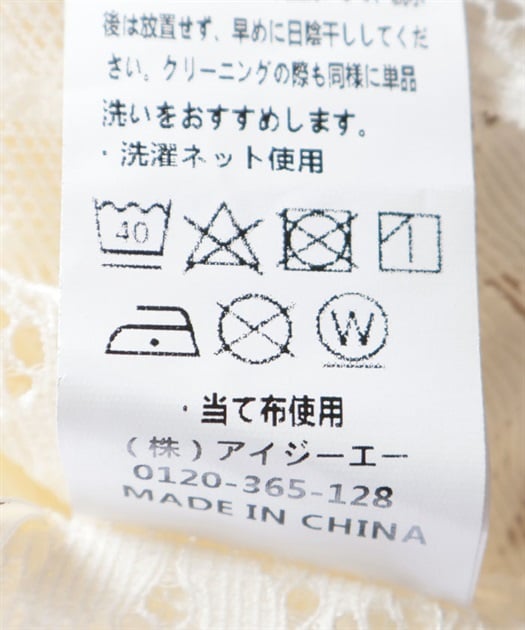 後は放置せず、早めに日陰干ししてくだ
さい。クリーニングの際も同様に単品
洗いをおすすめします。
・洗濯ネット使用
40
W
・当て布使用
(株)アイジーエー
0120-365-128
MADE IN CHINA